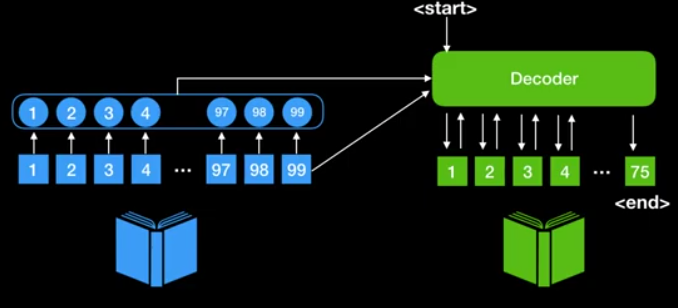 <start>
Decoder
1 2 3 4 97 98 99
1 2 3 4 ... 97 98 99
1 2 3 4 ... 75
<end>